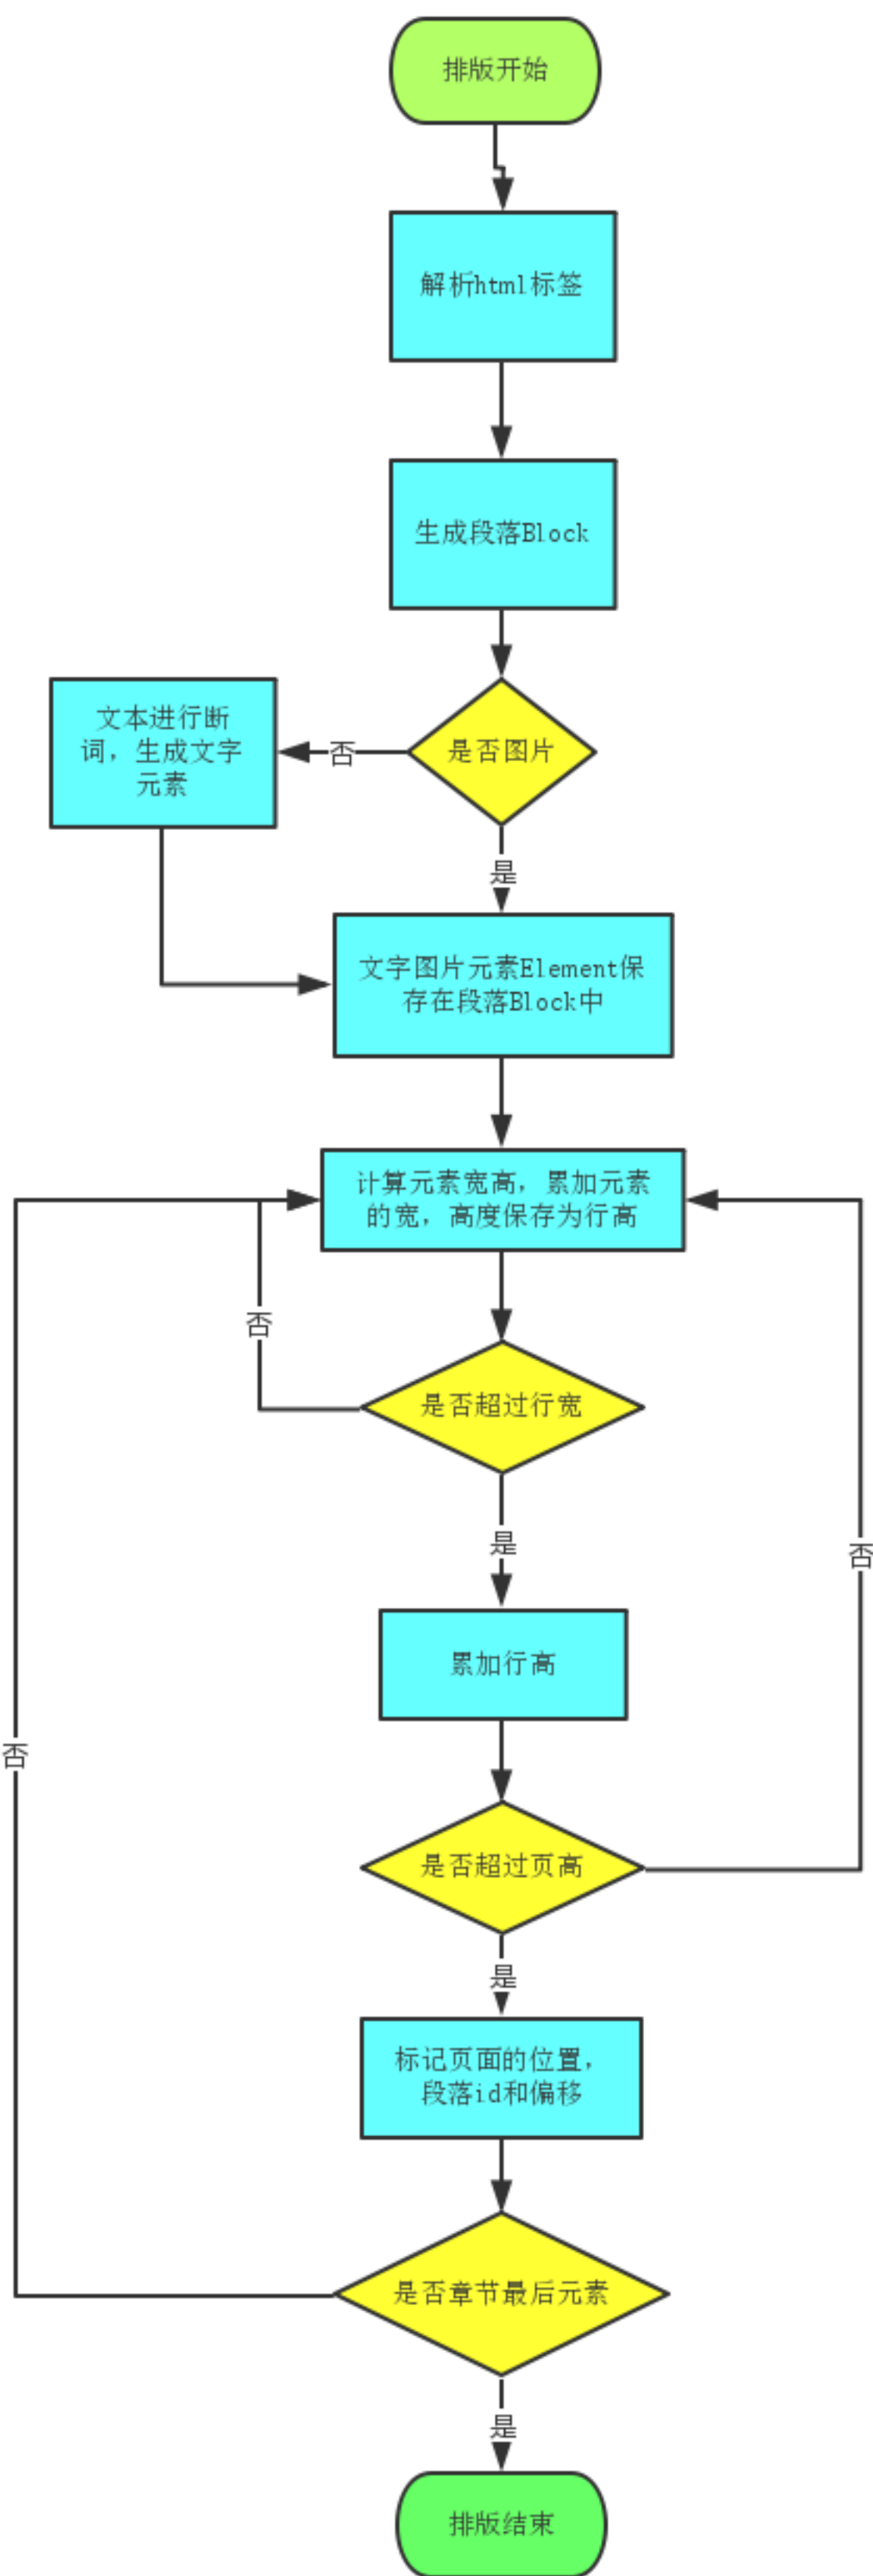 排版开始
解析html标签
生成段落Block
是否图片
否
文本进行断
词，生成文字
元素
是
文字图片元素Element保
存在段落Block中
计算元素宽高，累加元素
的宽，高度保存为行高
否
是否超过行宽
是
否
累加行高
否
是否超过页高
是
标记页面的位置，
段落id和偏移
是否章节最后元素
是
排版结束